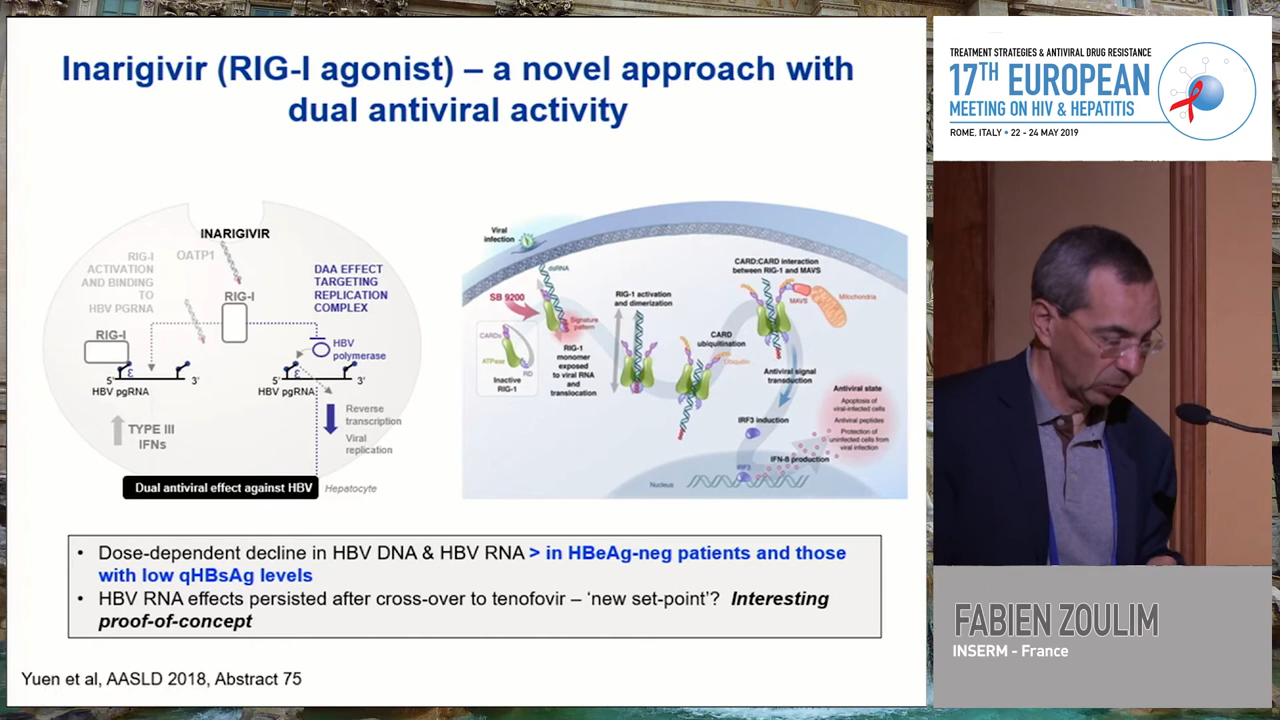 Inarigivir (RIG-I agonist) – a novel approach with
dual antiviral activity
INARIGIVIR
OATP1
RIG-I
ACTIVATION
AND BINDING
TO
HBV PGRNA
RIG-I
DAA EFFECT
TARGETING
REPLICATION
COMPLEX
RIG-I
HBV
polymerase
ε
ε
5'
3'
HBV pgRNA
5'
3'
HBV pgRNA
TYPE III
IFNs
Reverse
transcription
Viral
replication
Dual antiviral effect against HBV
Hepatocyte
Viral
infection
dsRNA
SB 9200
Signature
pattern
CARDs
ATPase
RD
Inactive
RIG-1
RIG-1
monomer
exposed
to viral RNA
and
translocation
RIG-1 activation
and dimerization
CARD
ubiquitination
Ubiquitin
CARD:CARD interaction
between RIG-1 and MAVS
MAVS
Mitochondria
Antiviral signal
transduction
IRF3 induction
IRF3
IFN-B production
Nucleus
Antiviral state
Apoptosis of
viral-infected cells
Antiviral peptides
Protection of
uninfected cells from
viral infection
• Dose-dependent decline in HBV DNA & HBV RNA > in HBeAg-neg patients and those
with low qHBsAg levels
• HBV RNA effects persisted after cross-over to tenofovir – ‘new set-point’? Interesting
proof-of-concept
Yuen et al, AASLD 2018, Abstract 75
TREATMENT STRATEGIES & ANTIVIRAL DRUG RESISTANCE
17TH EUROPEAN
MEETING ON HIV & HEPATITIS
ROME, ITALY • 22 - 24 MAY 2019
FABIEN ZOULIM
INSERM - France